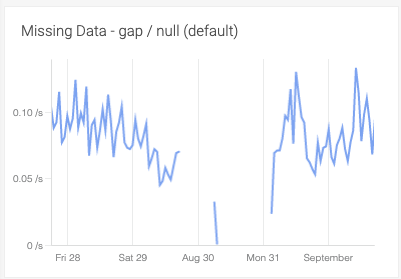 Missing Data - gap / null (default)
0.10 /s
0.05 /s
0 /s
Fri 28 Sat 29 Aug 30 Mon 31 September